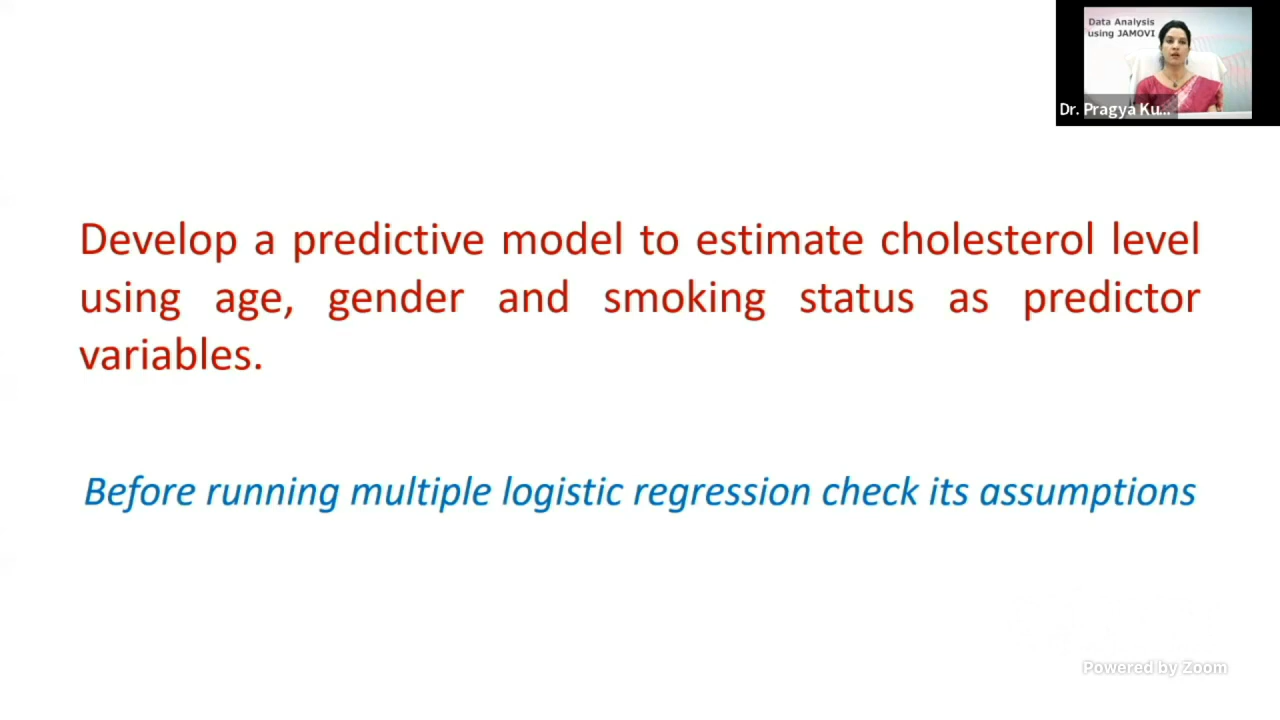 Data Analysis
using JAMOVI
Dr. Pragya Ku...
Develop a predictive model to estimate cholesterol level
using age, gender and smoking status as predictor
variables.
Before running multiple logistic regression check its assumptions
Powered by Zoom